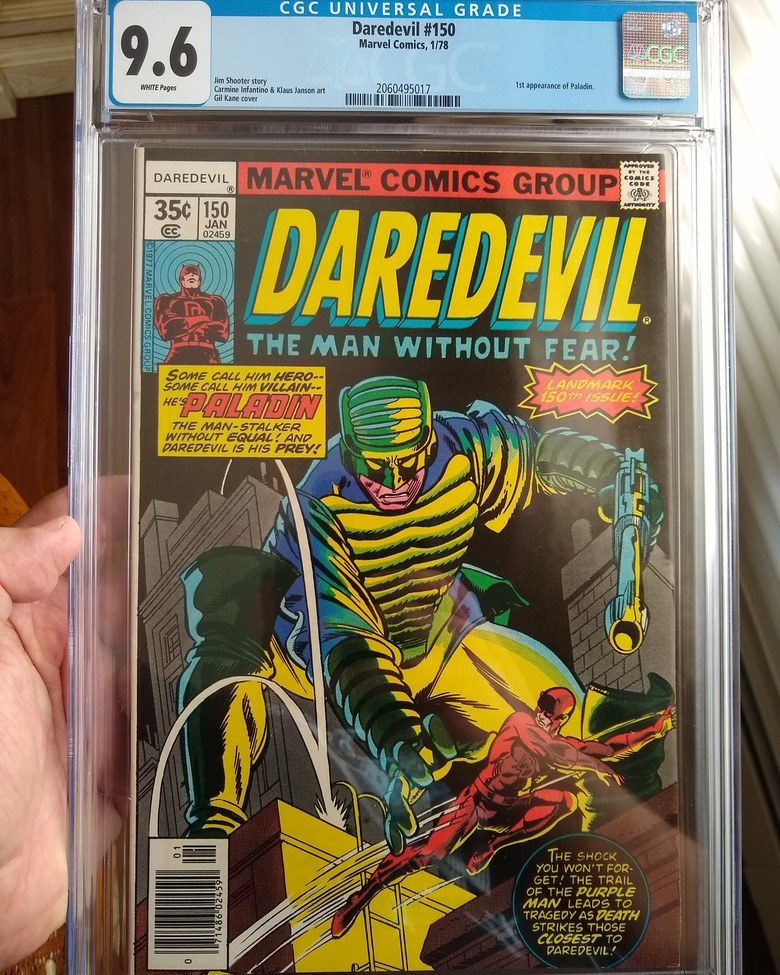 CGC UNIVERSAL GRADE
9.6
WHITE Pages
Daredevil #150
Marvel Comics, 1/78
Jim Shooter story
Carmine Infantino & Klaus Janson art
Gil Kane cover
2060495017
1st appearance of Paladin.
CGC
DAREDEVIL ®
MARVEL® COMICS GROUP
APPROVED
BY THE
COMICS
CODE
AUTHORITY
35¢
CC
150
JAN
02459
©1977 MARVEL COMICS GROUP
DAREDEVIL®
THE MAN WITHOUT FEAR!
SOME CALL HIM HERO--
SOME CALL HIM VILLAIN--
HE'S PALADIN
THE MAN-STALKER
WITHOUT EQUAL! AND
DAREDEVIL IS HIS PREY!
LANDMARK
150th ISSUE!
THE SHOCK
YOU WON'T FOR-
GET! THE TRAIL
OF THE PURPLE
MAN LEADS TO
TRAGEDY AS DEATH
STRIKES THOSE
CLOSEST TO
DAREDEVIL!
01
0
71486 02459